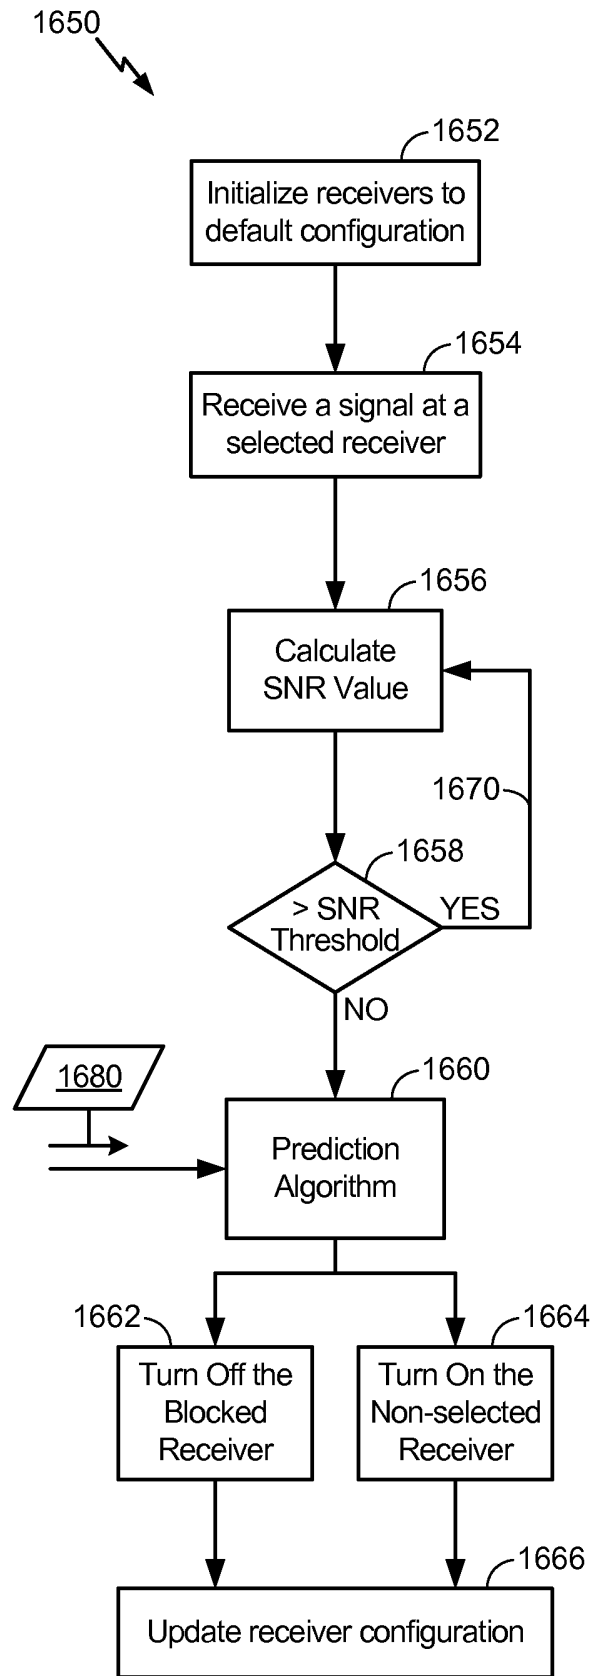 1650
1652
Initialize receivers to
default configuration
1654
Receive a signal at a
selected receiver
1656
Calculate
SNR Value
1670
1658
> SNR
Threshold
YES
NO
1680
1660
Prediction
Algorithm
1662
1664
Turn Off the
Blocked
Receiver
Turn On the
Non-selected
Receiver
1666
Update receiver configuration